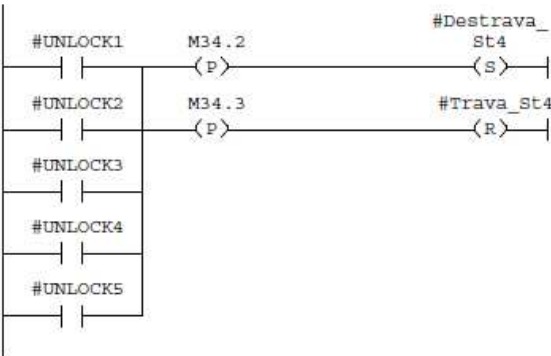 #Destrava_
#UNLOCK1 M34.2 St4
(P) (S)
#UNLOCK2 M34.3 #Trava_St4
(P) (R)
#UNLOCK3
#UNLOCK4
#UNLOCK5